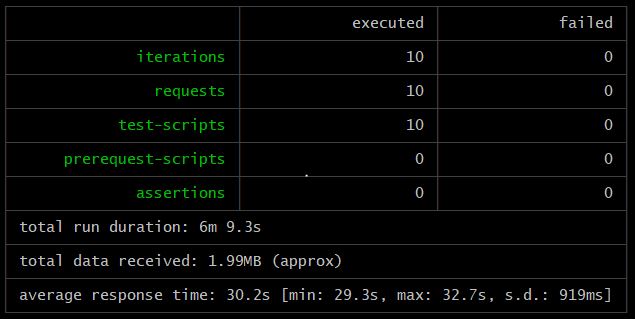 executed failed
iterations 10 0
requests 10 0
test-scripts 10 0
prerequest-scripts 0 0
assertions 0 0
total run duration: 6m 9.3s
total data received: 1.99MB (approx)
average response time: 30.2s [min: 29.3s, max: 32.7s, s.d.: 919ms]